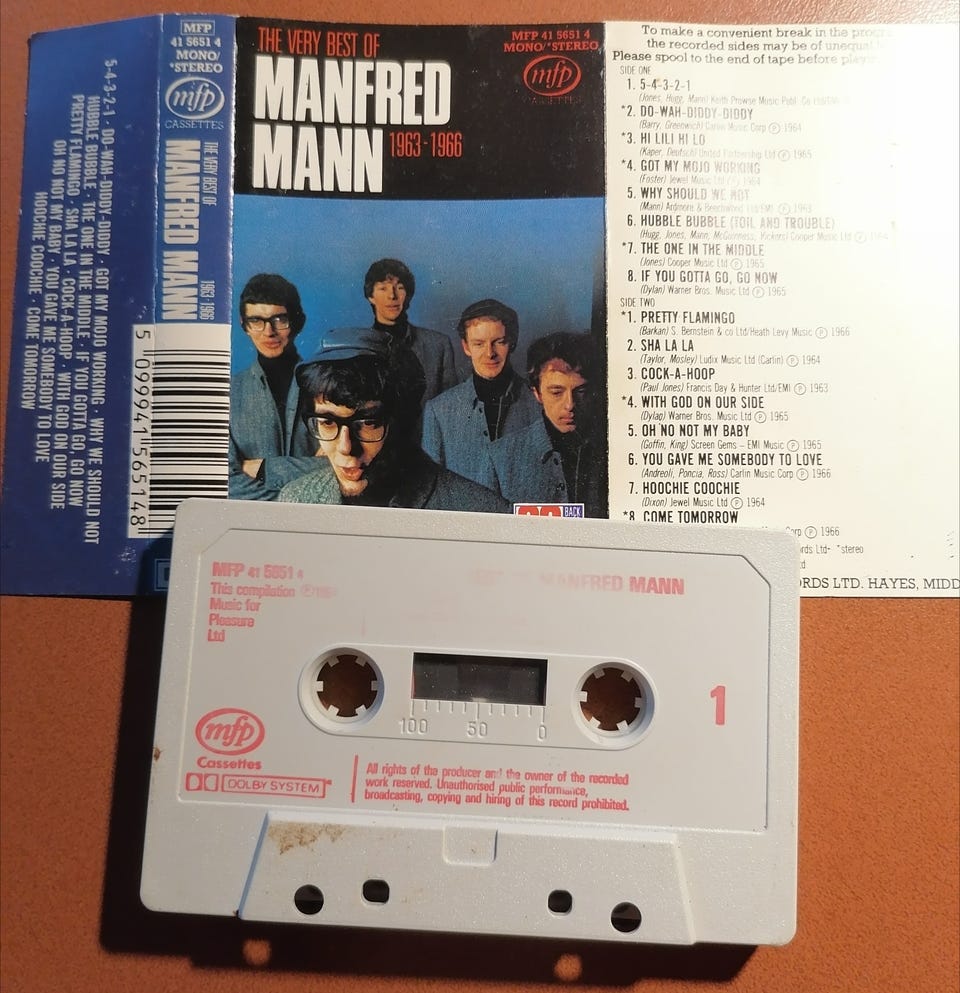 5-4-3-2-1 · DO-WAH-DIDDY-DIDDY · GOT MY MOJO WORKING · WHY WE SHOULD NOT
HUBBLE BUBBLE · THE ONE IN THE MIDDLE · IF YOU GOTTA GO, GO NOW
PRETTY FLAMINGO · SHA LA LA · COCK-A-HOOP · WITH GOD ON OUR SIDE
OH NO NOT MY BABY · YOU GAVE ME SOMEBODY TO LOVE
HOOCHIE COOCHIE · COME TOMORROW
MFP
41 5651 4
MONO/
*STEREO
mfp
CASSETTES
THE VERY BEST OF
MANFRED MANN
1963-1966
5 099941 565148
THE VERY BEST OF
MANFRED
MANN 1963-1966
MFP 41 5651 4
MONO/*STEREO
mfp
CASSETTES
BACK
To make a convenient break in the
the recorded sides may be of
Please spool to the end of tape before
SIDE ONE
1. 5-4-3-2-1
(Jones, Hugg, Mann) Keith Prowse Music Publ. Co Ltd
*2. DO-WAH-DIDDY-DIDDY
(Barry, Greenwich) Carlin Music Corp Ⓟ 1964
*3. HI LILI HI LO
(Kaper, Deutsch) United Partnership Ltd Ⓟ 1965
*4. GOT MY MOJO WORKING
(Foster) Jewel Music Ltd Ⓟ 1964
5. WHY SHOULD WE NOT
(Mann) Ardmore & Beechwood Ltd/EMI Ⓟ 1963
6. HUBBLE BUBBLE (TOIL AND TROUBLE)
(Hugg, Jones, Mann, McGuinness, Vickers) Cooper Music Ltd Ⓟ 1964
*7. THE ONE IN THE MIDDLE
(Jones) Cooper Music Ltd Ⓟ 1965
8. IF YOU GOTTA GO, GO NOW
(Dylan) Warner Bros. Music Ltd Ⓟ 1965
SIDE TWO
*1. PRETTY FLAMINGO
(Barkan) S. Bernstein & co Ltd/Heath Levy Music Ⓟ 1966
2. SHA LA LA
(Taylor, Mosley) Ludix Music Ltd (Carlin) Ⓟ 1964
3. COCK-A-HOOP
(Paul Jones) Francis Day & Hunter Ltd/EMI Ⓟ 1963
*4. WITH GOD ON OUR SIDE
(Dylan) Warner Bros. Music Ltd Ⓟ 1965
5. OH NO NOT MY BABY
(Goffin, King) Screen Gems – EMI Music Ⓟ 1965
6. YOU GAVE ME SOMEBODY TO LOVE
(Andreoli, Poncia, Ross) Carlin Music Corp Ⓟ 1966
7. HOOCHIE COOCHIE
(Dixon) Jewel Music Ltd Ⓟ 1964
*8. COME TOMORROW
Corp Ⓟ 1966
Ltd· *stereo
LTD. HAYES,
MFP 41 5651 4
This compilation Ⓟ
Music for
Pleasure
Ltd
MANFRED MANN
1
100 50 0
mfp
Cassettes
DOLBY SYSTEM
All rights of the producer and the owner of the recorded
work reserved. Unauthorised public performance,
broadcasting, copying and hiring of this record prohibited.